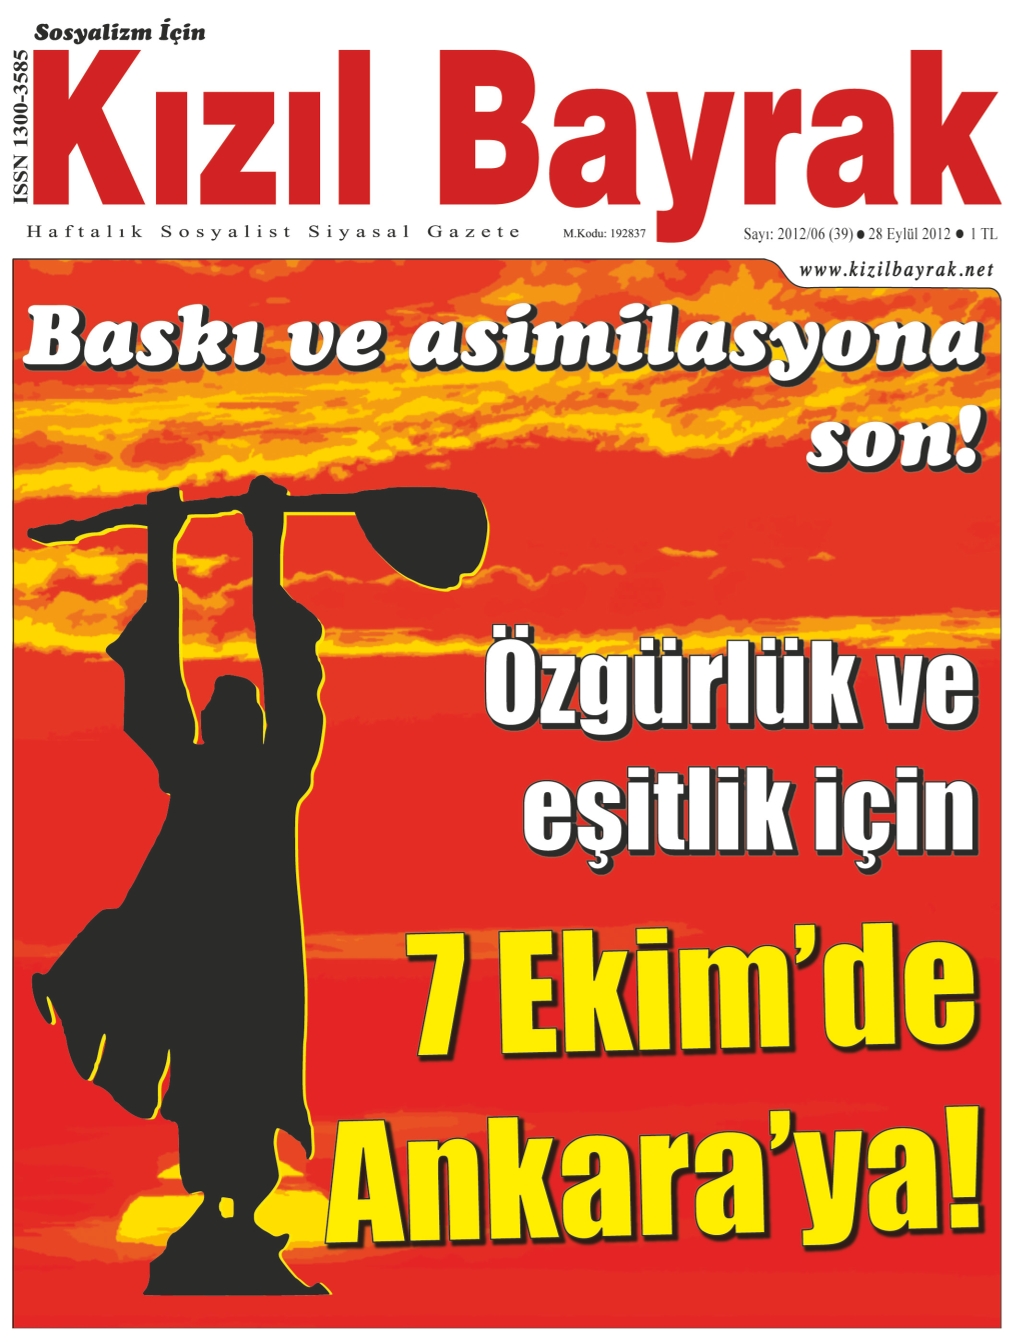 Sosyalizm İçin
ISSN 1300-3585
Kızıl Bayrak
Haftalık Sosyalist Siyasal Gazete
M.Kodu: 192837
Sayı: 2012/06 (39) ● 28 Eylül 2012 ● 1 TL
www.kizilbayrak.net
Baskı ve asimilasyona
son!
Özgürlük ve
eşitlik için
7 Ekim’de
Ankara’ya!